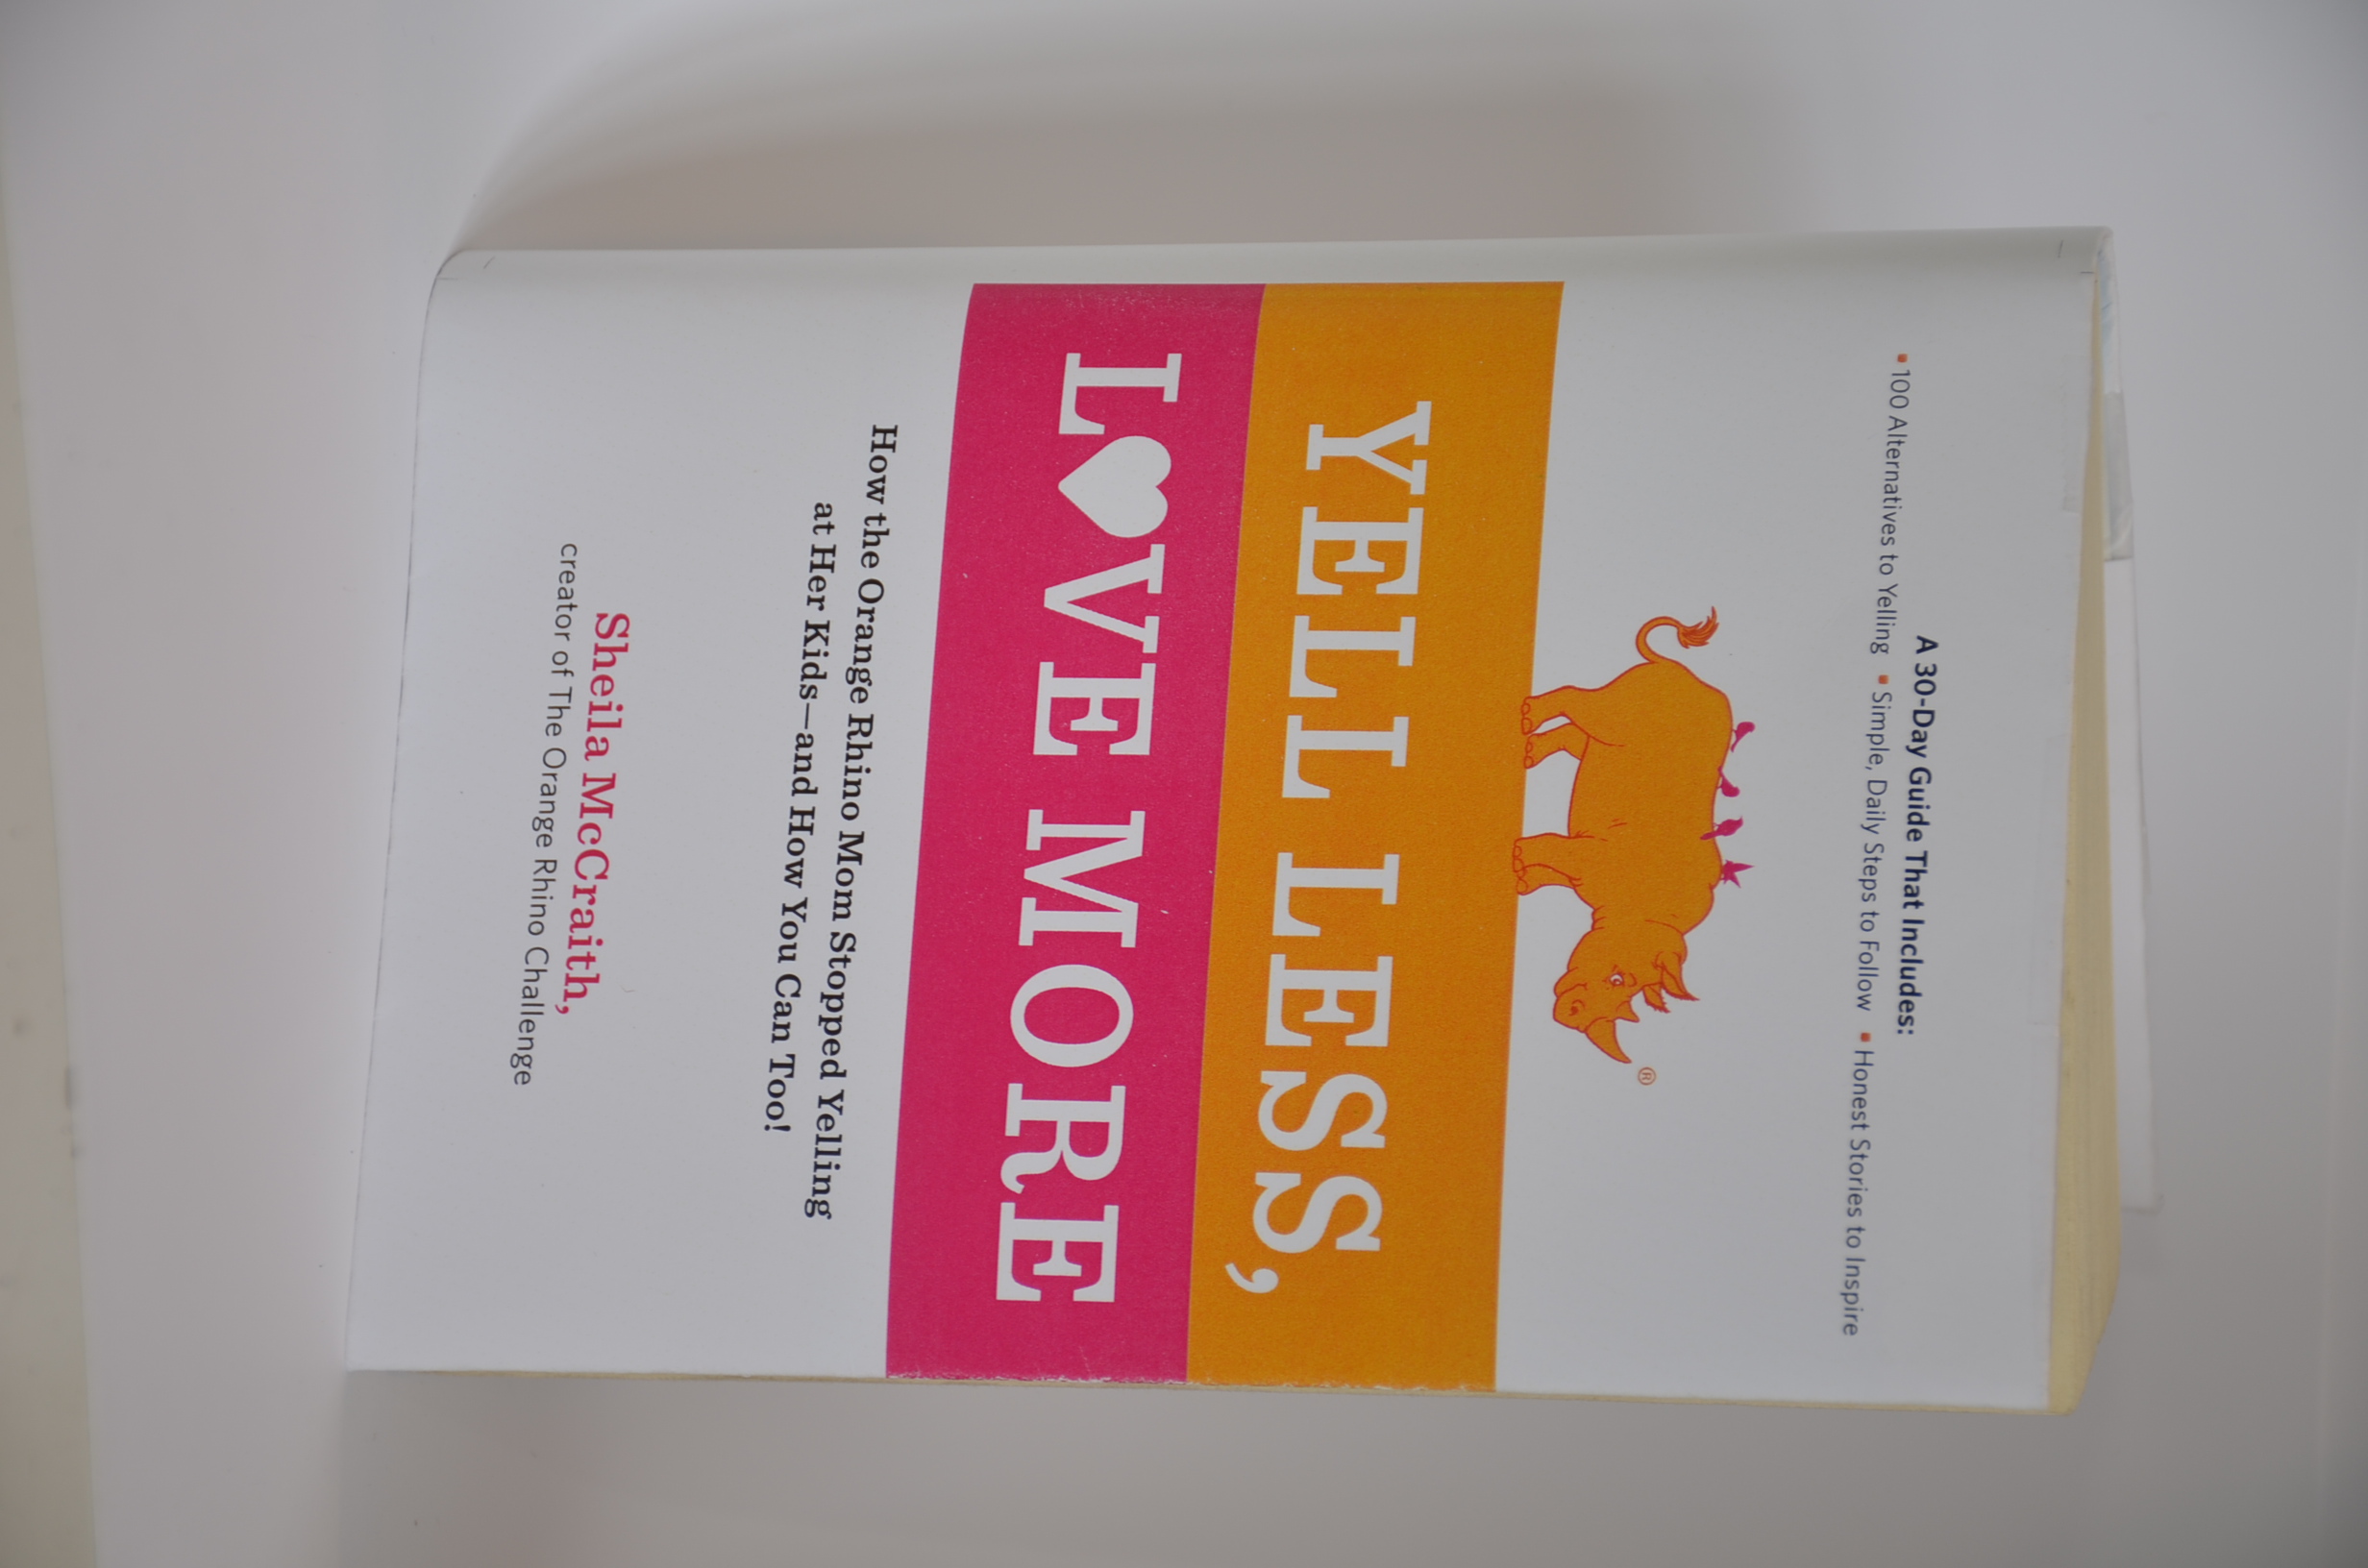 A 30-Day Guide That Includes:
▪ 100 Alternatives to Yelling ▪ Simple, Daily Steps to Follow ▪ Honest Stories to Inspire
®
YELL LESS,
L♥VE MORE
How the Orange Rhino Mom Stopped Yelling
at Her Kids—and How You Can Too!
Sheila McCraith,
creator of The Orange Rhino Challenge